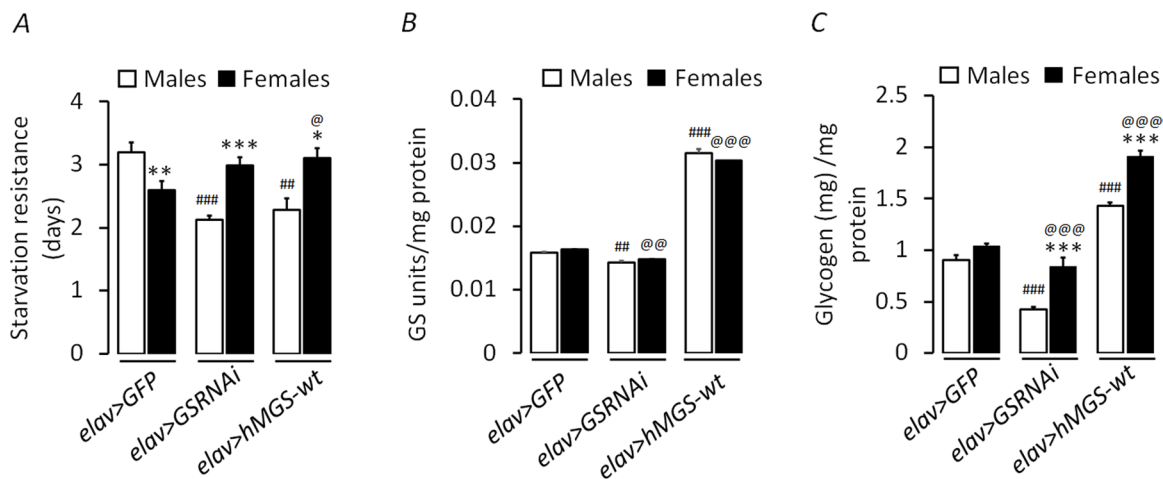 A
Males Females
Starvation resistance
(days)
4
3
2
1
0
**
###
***
##
@
*
elav>GFP
elav>GSRNAi
elav>hMGS-wt
B
Males Females
GS units/mg protein
0.04
0.03
0.02
0.01
0
##
@@
###
@@@
elav>GFP
elav>GSRNAi
elav>hMGS-wt
C
Males Females
Glycogen (mg) /mg
protein
2.5
2
1.5
1
0.5
0
###
@@@
***
###
@@@
***
elav>GFP
elav>GSRNAi
elav>hMGS-wt